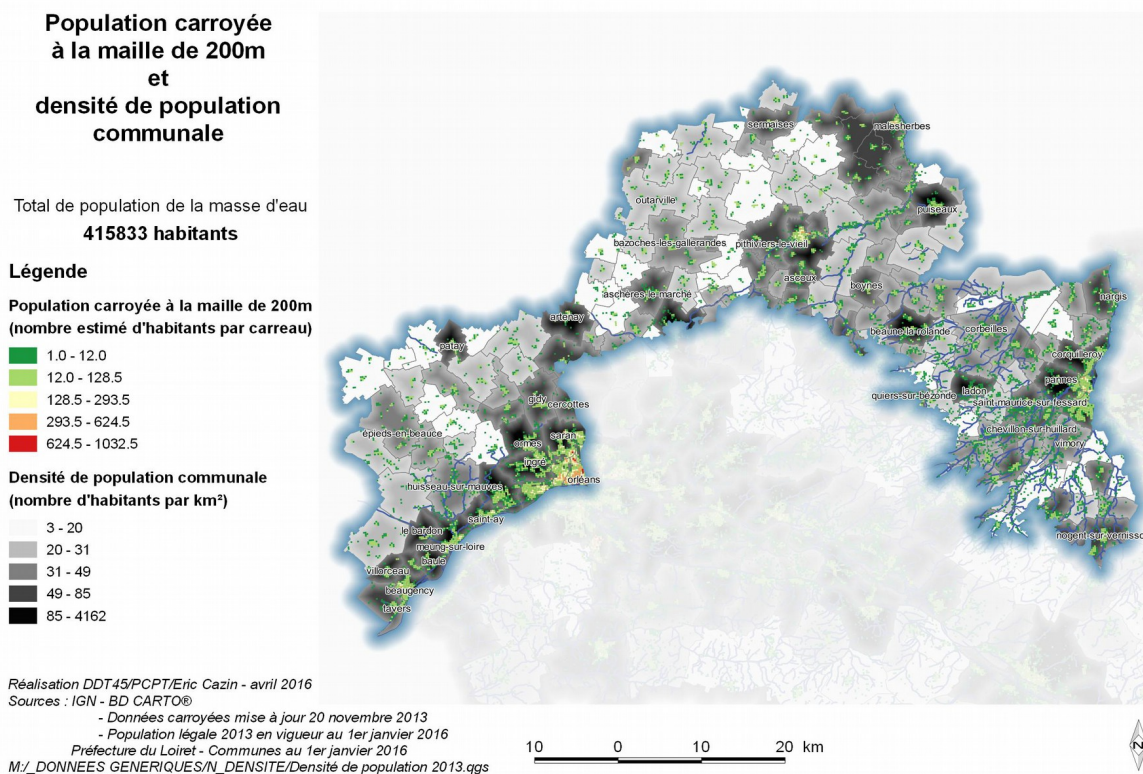 Population carroyée
à la maille de 200m
et
densité de population
communale
Total de population de la masse d'eau
415833 habitants
Légende
Population carroyée à la maille de 200m
(nombre estimé d'habitants par carreau)
1.0 - 12.0
12.0 - 128.5
128.5 - 293.5
293.5 - 624.5
624.5 - 1032.5
Densité de population communale
(nombre d'habitants par km²)
3 - 20
20 - 31
31 - 49
49 - 85
85 - 4162
Réalisation DDT45/PCPT/Eric Cazin - avril 2016
Sources : IGN - BD CARTO®
- Données carroyées mise à jour 20 novembre 2013
- Population légale 2013 en vigueur au 1er janvier 2016
Préfecture du Loiret - Communes au 1er janvier 2016
M:/_DONNEES GENERIQUES/N_DENSITE/Densité de population 2013.qgs
sermaises
malesherbes
outarville
puiseaux
bazoches-les-gallerandes
pithiviers-le-vieil
ascoux
boynes
aschères-le-marché
nargis
artenay
beaune-la-rolande
corbeilles
patay
corquilleroy
pannes
ladon
quiers-sur-bézonde
saint-maurice-sur-fessard
gidy
cercottes
chevillon-sur-huillard
vimory
épieds-en-beauce
ormes
saran
ingré
orléans
huisseau-sur-mauves
saint-ay
le bardon
meung-sur-loire
baule
nogent-sur-vernisso
villorceau
beaugency
tavers
10 0 10 20 km
N